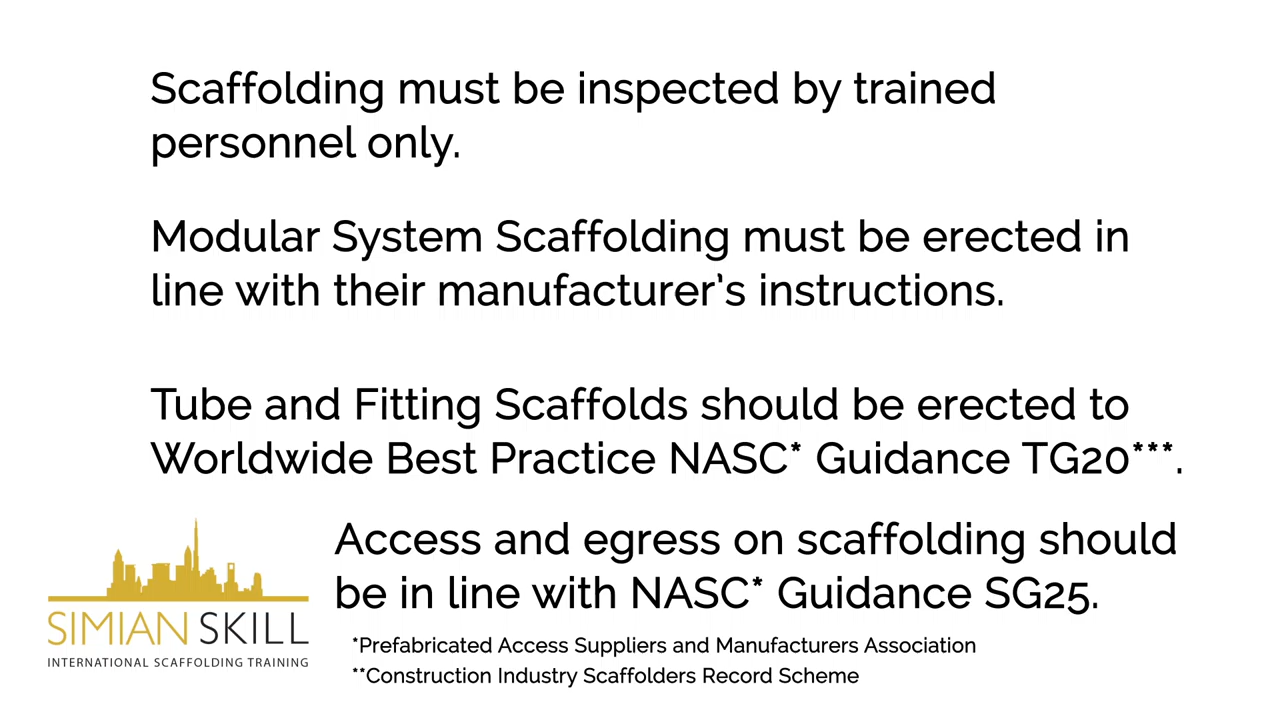 Scaffolding must be inspected by trained
personnel only.
Modular System Scaffolding must be erected in
line with their manufacturer's instructions.
Tube and Fitting Scaffolds should be erected to
Worldwide Best Practice NASC* Guidance TG20***.
Access and egress on scaffolding should
be in line with NASC* Guidance SG25.
SIMIAN SKILL
INTERNATIONAL SCAFFOLDING TRAINING
*Prefabricated Access Suppliers and Manufacturers Association
**Construction Industry Scaffolders Record Scheme